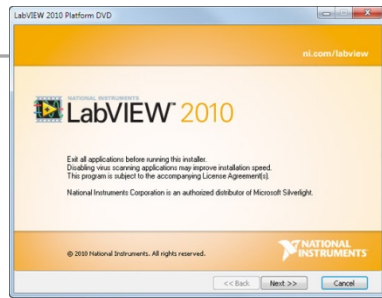 LabVIEW 2010 Platform DVD
ni.com/labview
NATIONAL INSTRUMENTS
LabVIEW™ 2010
Exit all applications before running this installer.
Disabling virus scanning applications may improve installation speed.
This program is subject to the accompanying License Agreement(s).
National Instruments Corporation is an authorized distributor of Microsoft Silverlight.
© 2010 National Instruments. All rights reserved.
NATIONAL
INSTRUMENTS
<< Back Next >> Cancel